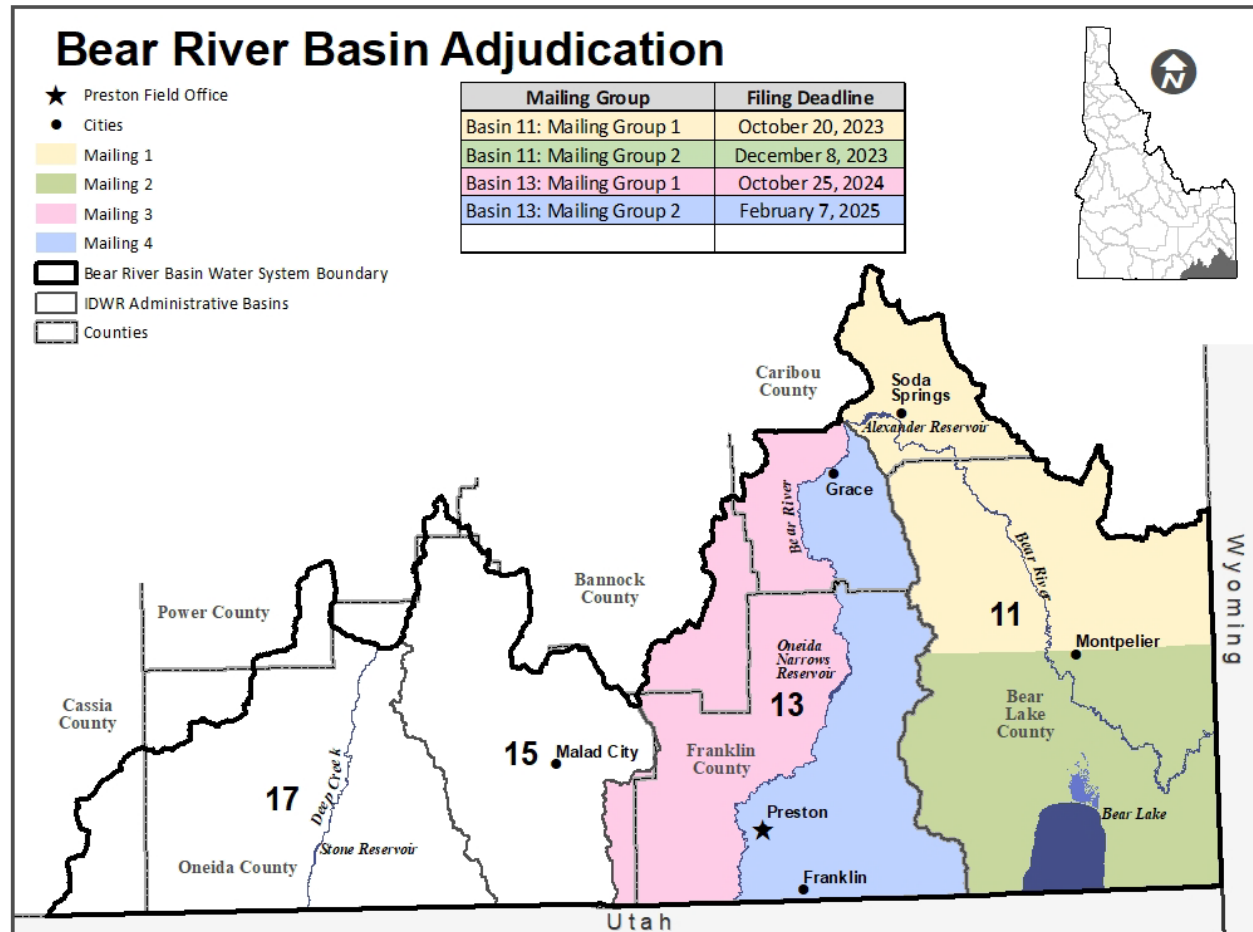 Bear River Basin Adjudication
Preston Field Office
Cities
Mailing 1
Mailing 2
Mailing 3
Mailing 4
Bear River Basin Water System Boundary
IDWR Administrative Basins
Counties
Mailing Group Filing Deadline
Basin 11: Mailing Group 1 October 20, 2023
Basin 11: Mailing Group 2 December 8, 2023
Basin 13: Mailing Group 1 October 25, 2024
Basin 13: Mailing Group 2 February 7, 2025
N
Caribou
County
Soda
Springs
Alexander Reservoir
Grace
Bear River
Bear River
Bannock
County
Power County
11
Montpelier
Wyoming
Oneida
Narrows
Reservoir
13
Cassia
County
Bear
Lake
County
15
Malad City
Franklin
County
17
Deep Creek
Preston
Bear Lake
Stone Reservoir
Oneida County
Franklin
Utah